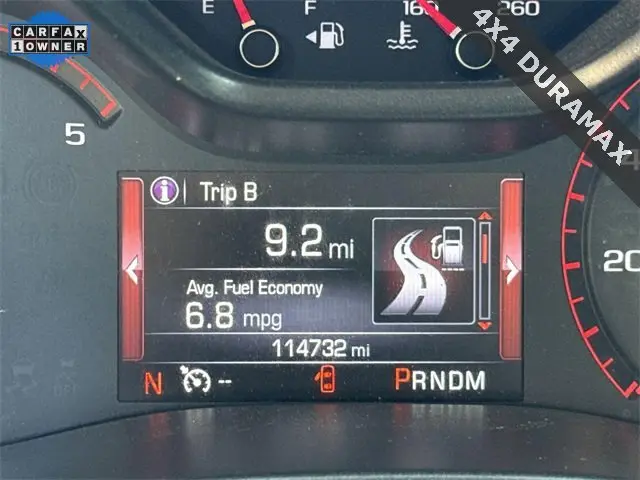 CARFAX
1 OWNER
E F 160 260
4X4 DURAMAX
5
Trip B
9.2 mi
Avg. Fuel Economy
6.8 mpg
114732 mi
N -- PRNDM
20